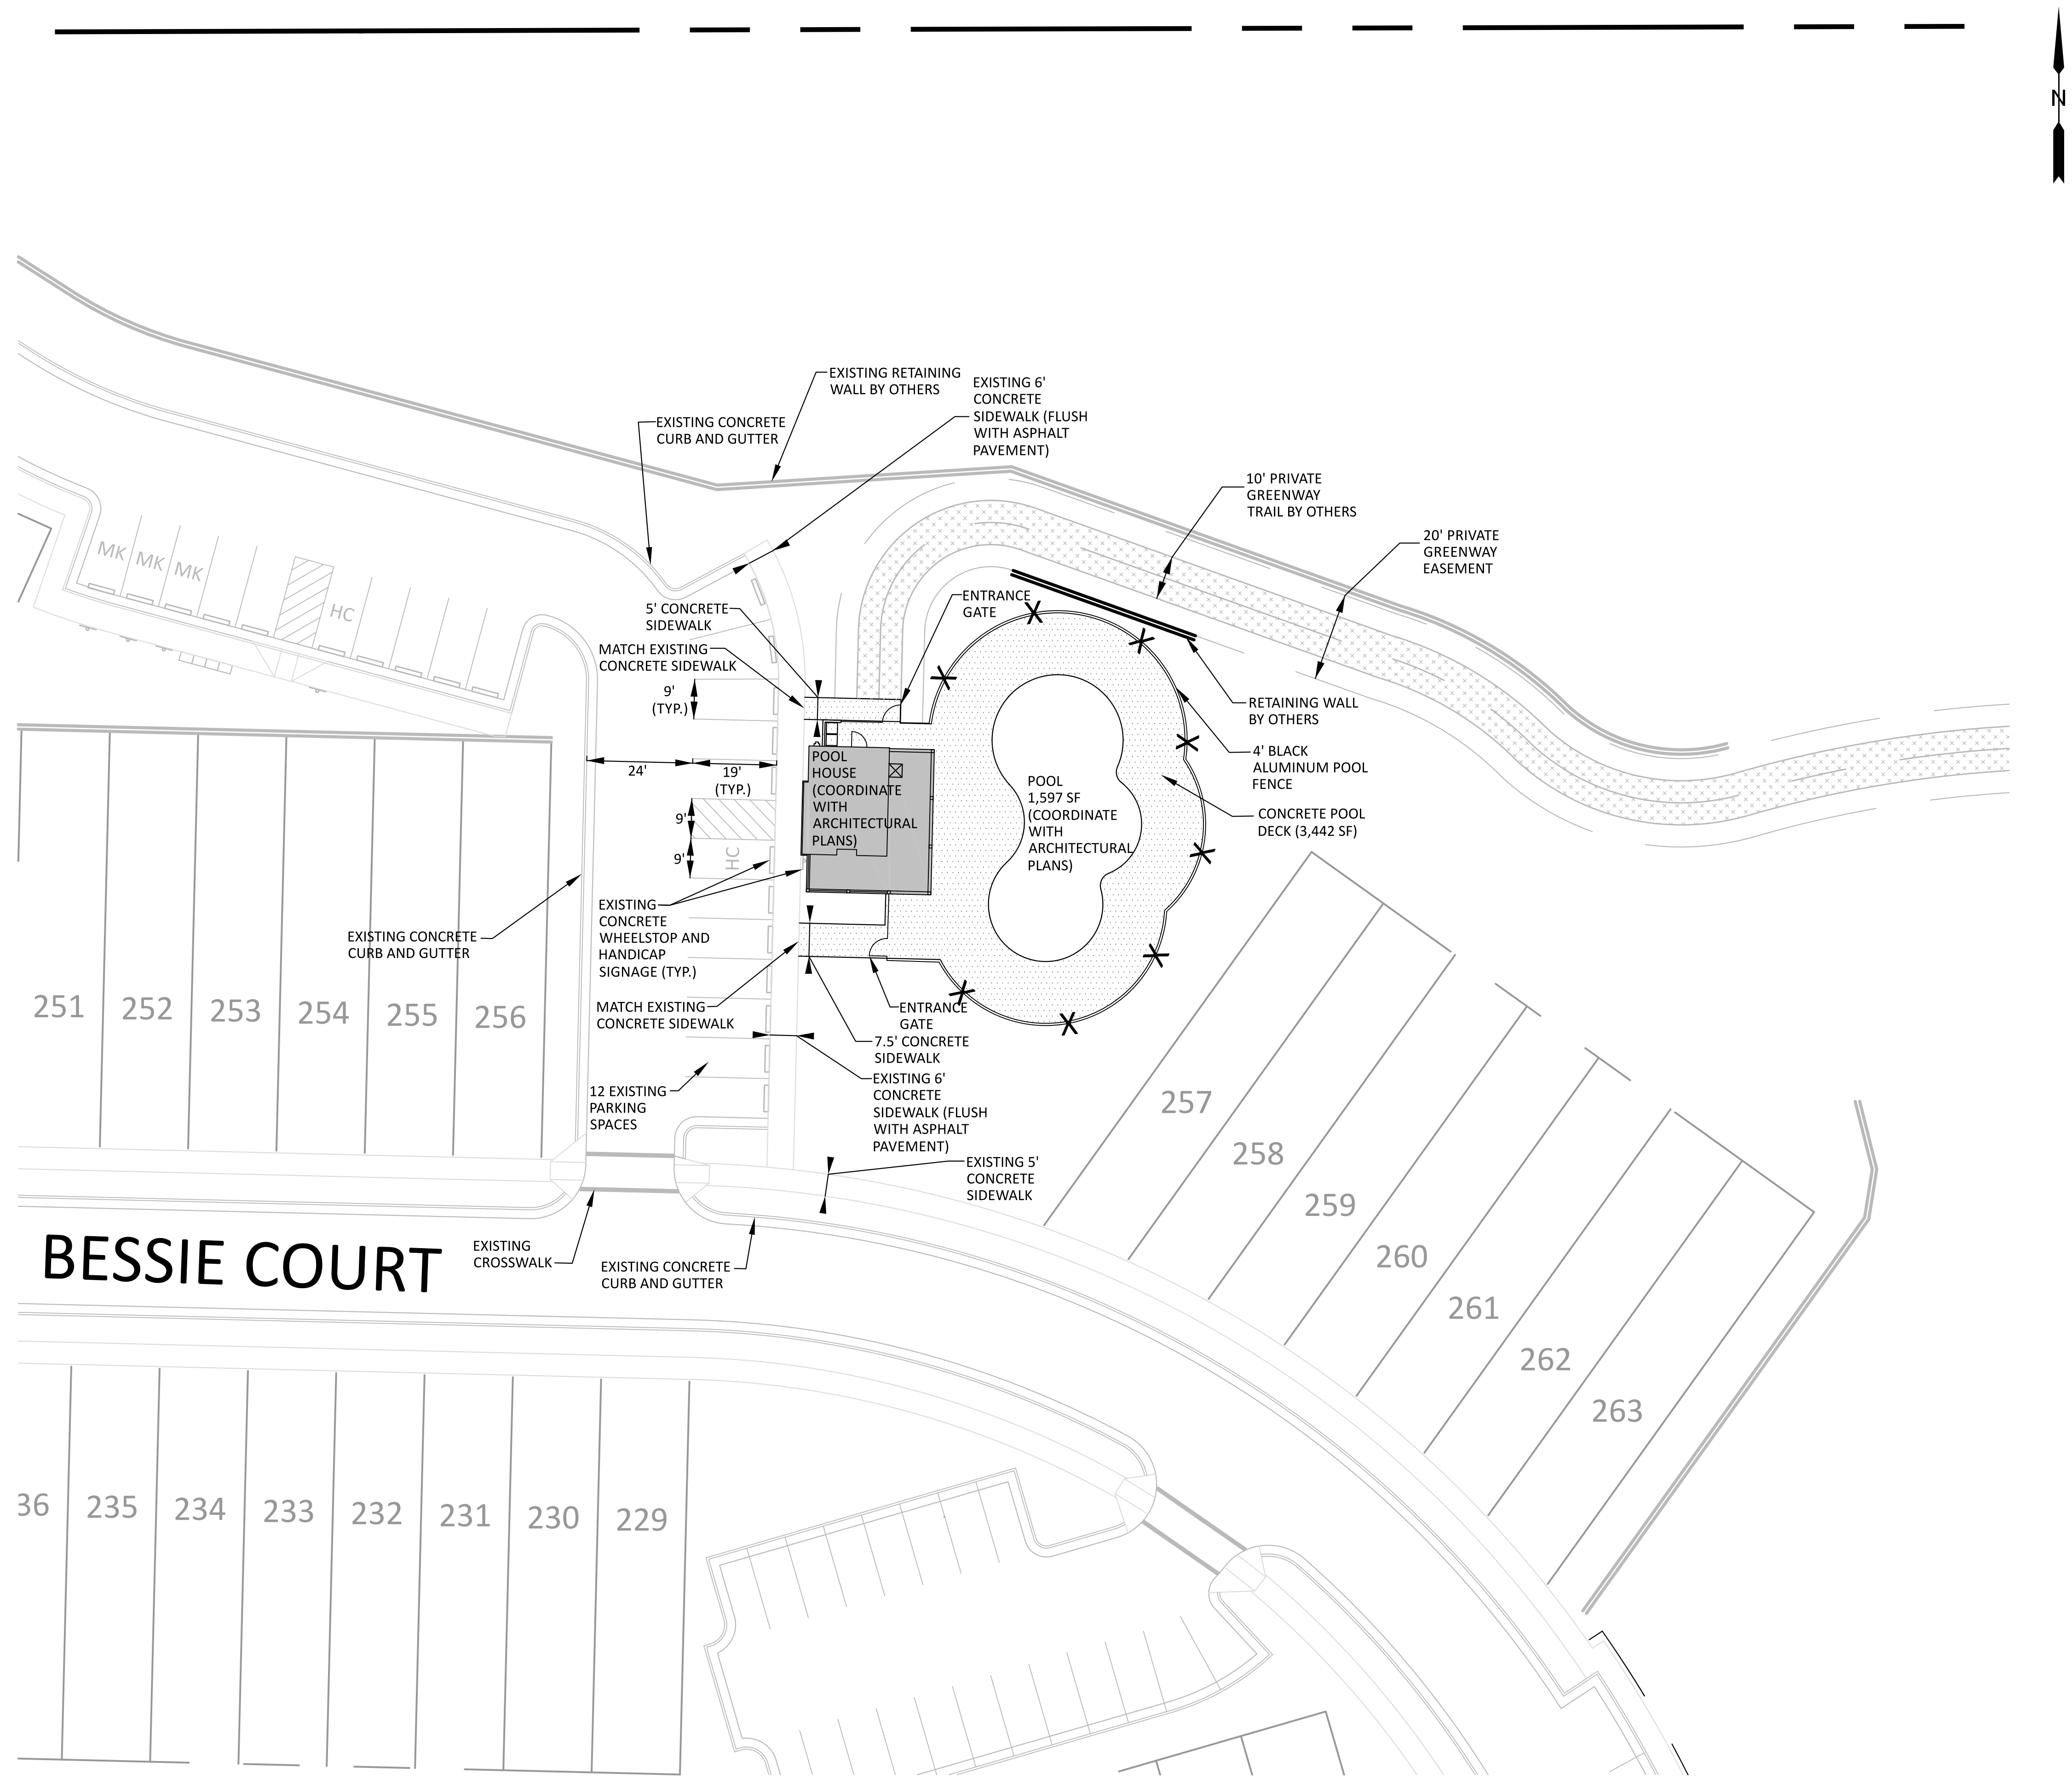 N
EXISTING RETAINING
WALL BY OTHERS
EXISTING 6'
CONCRETE
SIDEWALK (FLUSH
WITH ASPHALT
PAVEMENT)
EXISTING CONCRETE
CURB AND GUTTER
10' PRIVATE
GREENWAY
TRAIL BY OTHERS
20' PRIVATE
GREENWAY
EASEMENT
MK
MK
MK
HC
5' CONCRETE
SIDEWALK
ENTRANCE
GATE
MATCH EXISTING
CONCRETE SIDEWALK
9'
(TYP.)
RETAINING WALL
BY OTHERS
4' BLACK
ALUMINUM POOL
FENCE
CONCRETE POOL
DECK (3,442 SF)
24'
19'
(TYP.)
POOL
HOUSE
(COORDINATE
WITH
ARCHITECTURAL
PLANS)
POOL
1,597 SF
(COORDINATE
WITH
ARCHITECTURAL
PLANS)
9'
9'
HC
EXISTING
CONCRETE
WHEELSTOP AND
HANDICAP
SIGNAGE (TYP.)
EXISTING CONCRETE
CURB AND GUTTER
MATCH EXISTING
CONCRETE SIDEWALK
ENTRANCE
GATE
7.5' CONCRETE
SIDEWALK
EXISTING 6'
CONCRETE
SIDEWALK (FLUSH
WITH ASPHALT
PAVEMENT)
12 EXISTING
PARKING
SPACES
EXISTING 5'
CONCRETE
SIDEWALK
251
252
253
254
255
256
257
258
259
260
261
262
263
BESSIE COURT
EXISTING
CROSSWALK
EXISTING CONCRETE
CURB AND GUTTER
36
235
234
233
232
231
230
229